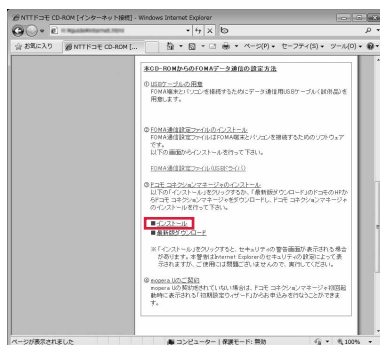 NTTドコモ CD-ROM [インターネット接続] - Windows Internet Explorer
お気に入り
NTTドコモ CD-ROM [...
ページ(P)
セーフティ(S)
ツール(O)
本CD-ROMからのFOMAデータ通信の設定方法
① USBケーブルの用意
FOMA端末とパソコンを接続するためにデータ通信用USBケーブル(試供品)を
用意します。
② FOMA通信設定ファイルのインストール
FOMA通信設定ファイルはFOMA端末とパソコンを接続するためのソフトウェア
です。
以下の画面からインストールを行って下さい。
FOMA通信設定ファイル(USBドライバ)
③ ドコモ コネクションマネージャのインストール
以下の「インストール」をクリックするか、「最新版ダウンロード」のドコモのHPか
らドコモ コネクションマネージャをダウンロードし、ドコモ コネクションマネージャ
のインストールを行って下さい。
■インストール
■最新版ダウンロード
※「インストール」をクリックすると、セキュリティの警告画面が表示される場合
があります。本警告はInternet Explorerのセキュリティの設定によって表
示されますが、ご使用には問題ございませんので、実行してください。
④ mopera Uのご契約
mopera Uの契約をされていない場合は、ドコモ コネクションマネージャ初回起
動時に表示される「初期設定ウィザード」からお申込みを行なうことができま
す。
ページが表示されました
コンピューター | 保護モード: 無効
100%